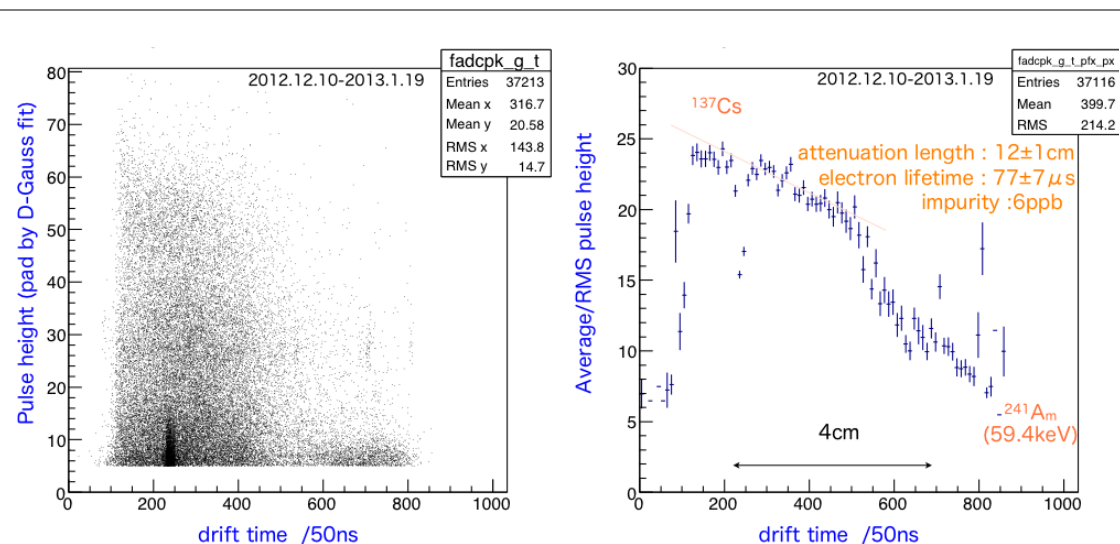 fadcpk_g_t
Entries 37213
Mean x 316.7
Mean y 20.58
RMS x 143.8
RMS y 14.7
2012.12.10-2013.1.19
Pulse height (pad by D-Gauss fit)
80
70
60
50
40
30
20
10
0
0 200 400 600 800 1000
drift time /50ns
fadcpk_g_t_pfx_px
Entries 37116
Mean 399.7
RMS 214.2
2012.12.10-2013.1.19
137Cs
attenuation length : 12±1cm
electron lifetime : 77±7μs
impurity :6ppb
Average/RMS pulse height
30
25
20
15
10
5
0
241Am
(59.4keV)
4cm
0 200 400 600 800 1000
drift time /50ns